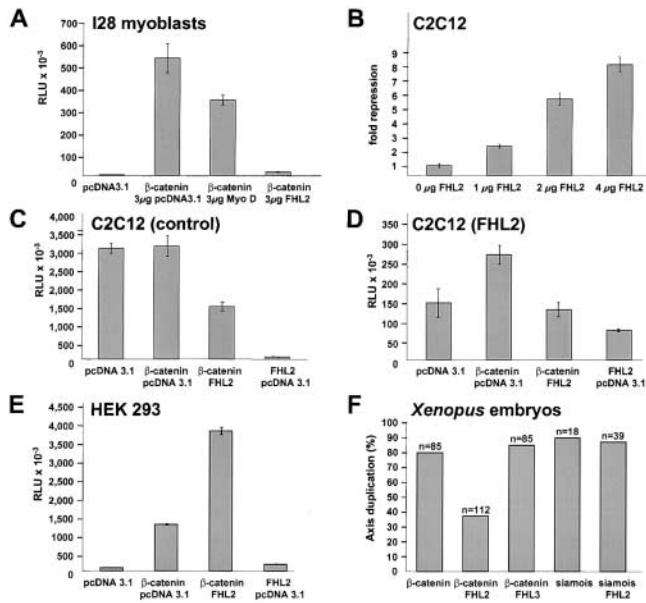 A
I28 myoblasts
RLU x 10-3
700
600
500
400
300
200
100
0
pcDNA3.1
β-catenin
3µg pcDNA3.1
β-catenin
3µg Myo D
β-catenin
3µg FHL2
B
C2C12
fold repression
9
8
7
6
5
4
3
2
1
0 µg FHL2
1 µg FHL2
2 µg FHL2
4 µg FHL2
C
C2C12 (control)
RLU x 10-3
4,000
3,500
3,000
2,500
2,000
1,500
1,000
500
0
pcDNA 3.1
β-catenin
pcDNA 3.1
β-catenin
FHL2
FHL2
pcDNA 3.1
D
C2C12 (FHL2)
RLU x 10-3
350
300
250
200
150
100
50
0
pcDNA 3.1
β-catenin
pcDNA 3.1
β-catenin
FHL2
FHL2
pcDNA 3.1
E
HEK 293
RLU x 10-3
4,500
4,000
3,500
3,000
2,500
2,000
1,500
1,000
500
0
pcDNA 3.1
β-catenin
pcDNA 3.1
β-catenin
FHL2
FHL2
pcDNA 3.1
F
Xenopus embryos
Axis duplication (%)
100
90
80
70
60
50
40
30
20
10
0
n=85
n=112
n=85
n=18
n=39
β-catenin
β-catenin
FHL2
β-catenin
FHL3
siamois
siamois
FHL2